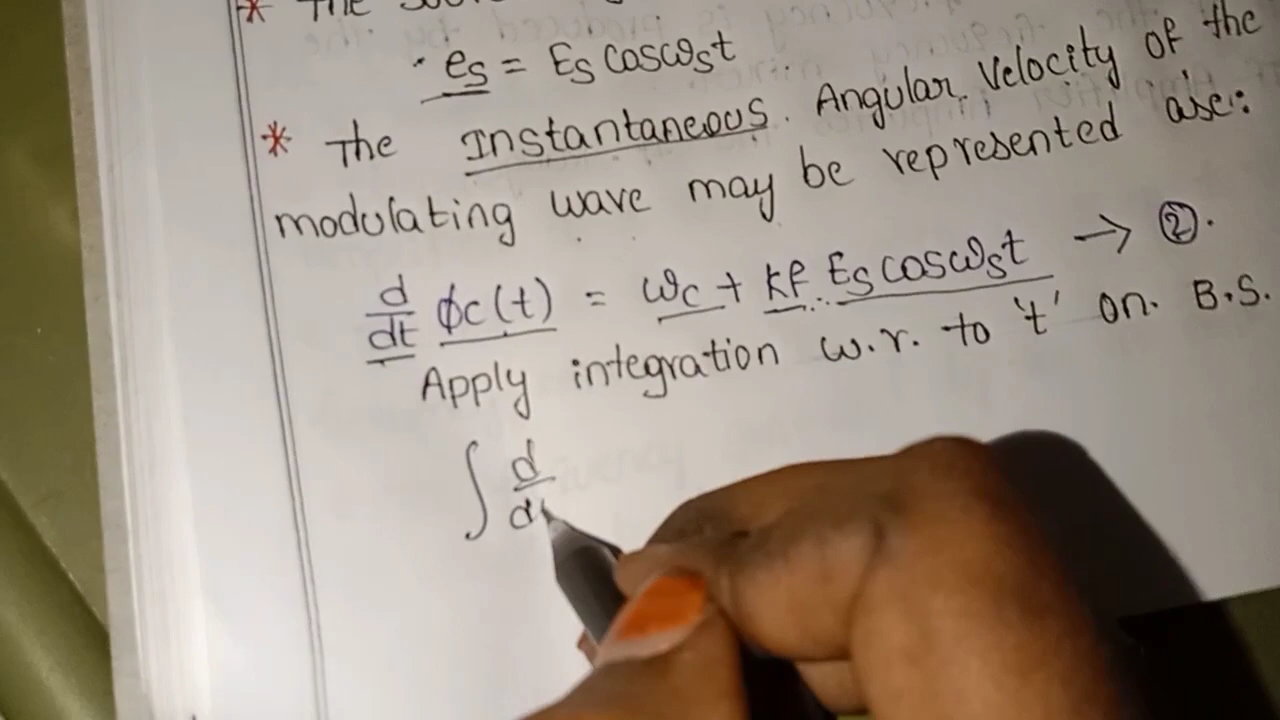 * The
· es = Es cosωst
* The Instantaneous. Angular. Velocity of the
modulating wave may be represented as:
d/dt ϕc(t) = ωc + kf Es cosωst → ②.
Apply integration w.r. to 't' on. B.S.
∫ d/d